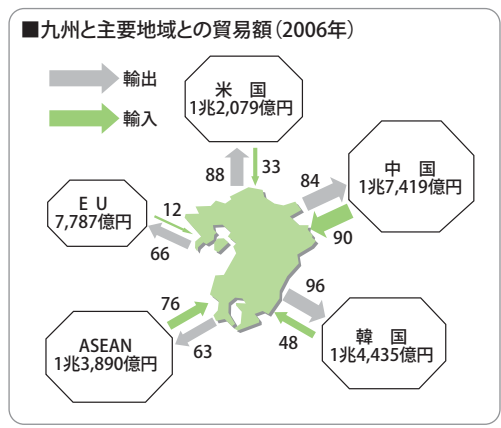 ■九州と主要地域との貿易額（2006年）
輸出
輸入
米　国
1兆2,079億円
88
33
中　国
1兆7,419億円
84
90
ＥＵ
7,787億円
12
66
96
48
韓　国
1兆4,435億円
76
63
ASEAN
1兆3,890億円